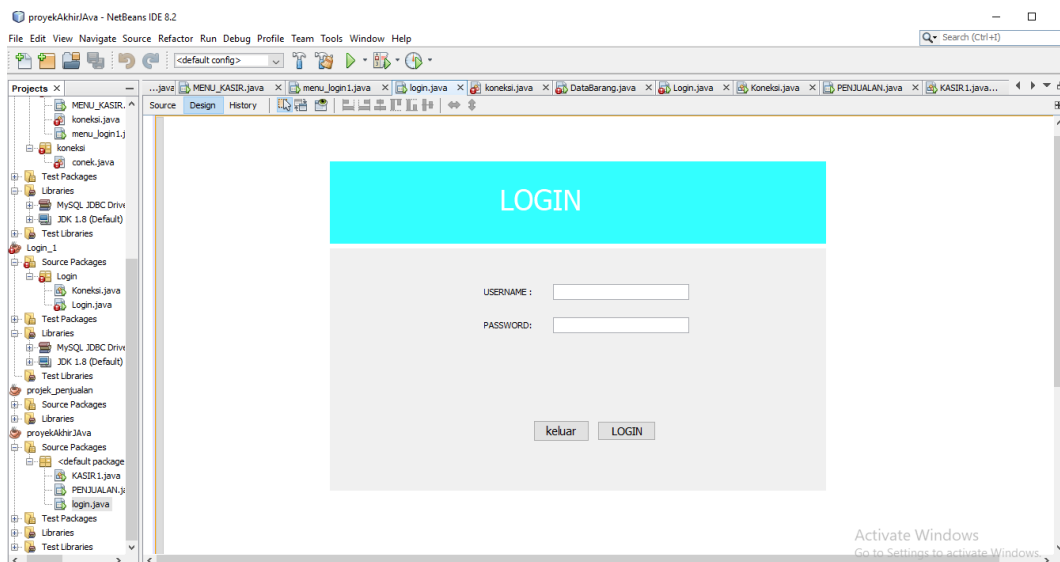 proyekAkhirJAva - NetBeans IDE 8.2
File Edit View Navigate Source Refactor Run Debug Profile Team Tools Window Help
Search (Ctrl+I)
<default config>
Projects
...java MENU_KASIR.java menu_login1.java login.java koneksi.java DataBarang.java Login.java Koneksi.java PENJUALAN.java KASIR1.java...
Source Design History
MENU_KASIR.
koneksi.java
menu_login1.j
koneksi
conek.java
Test Packages
Libraries
MySQL JDBC Drive
JDK 1.8 (Default)
Test Libraries
Login_1
Source Packages
Login
Koneksi.java
Login.java
Test Packages
Libraries
MySQL JDBC Drive
JDK 1.8 (Default)
Test Libraries
projek_penjualan
Source Packages
Libraries
proyekAkhirJAva
Source Packages
<default package
KASIR1.java
PENJUALAN.ja
login.java
Test Packages
Libraries
Test Libraries
LOGIN
USERNAME :
PASSWORD:
keluar LOGIN
Activate Windows
Go to Settings to activate Windows.